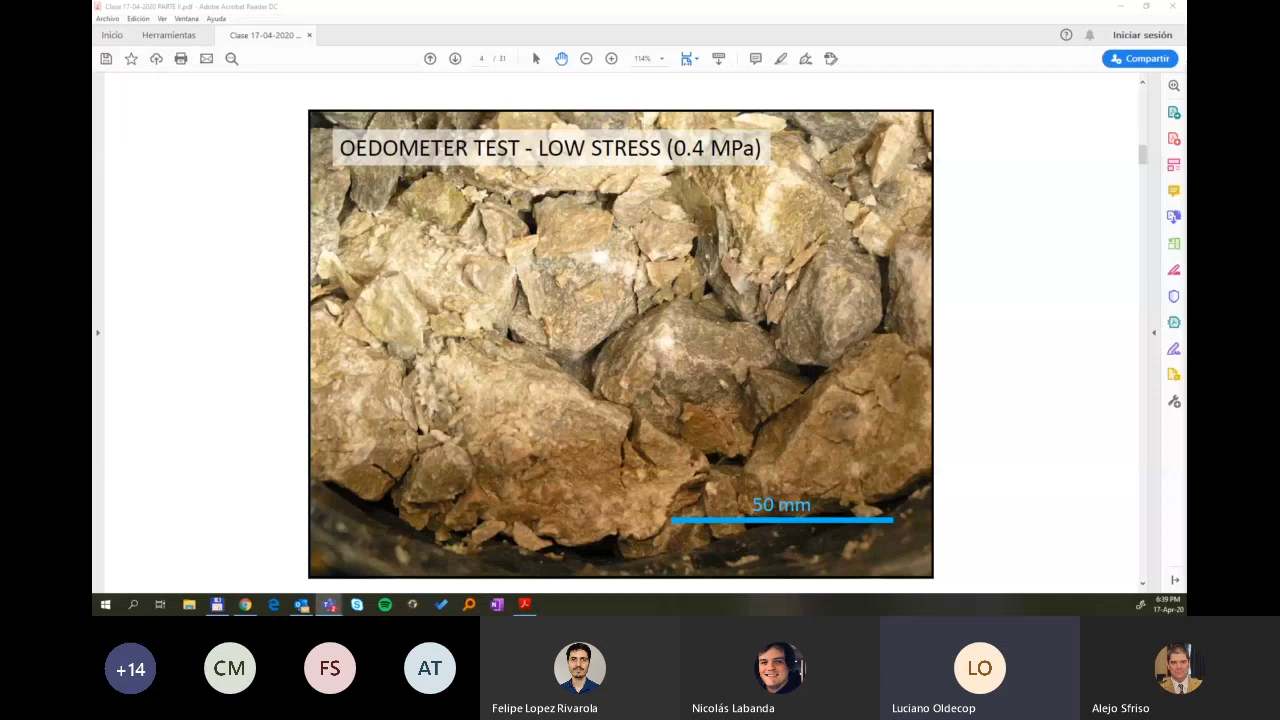 Clase 17-04-2020 PARTE II.pdf - Adobe Acrobat Reader DC
Archivo Edición Ver Ventana Ayuda
Inicio Herramientas Clase 17-04-2020 ... × Iniciar sesión
4 / 31 114% Compartir
OEDOMETER TEST - LOW STRESS (0.4 MPa)
50 mm
6:39 PM
17-Apr-20
+14 CM FS AT LO
Felipe Lopez Rivarola Nicolás Labanda Luciano Oldecop Alejo Sfriso